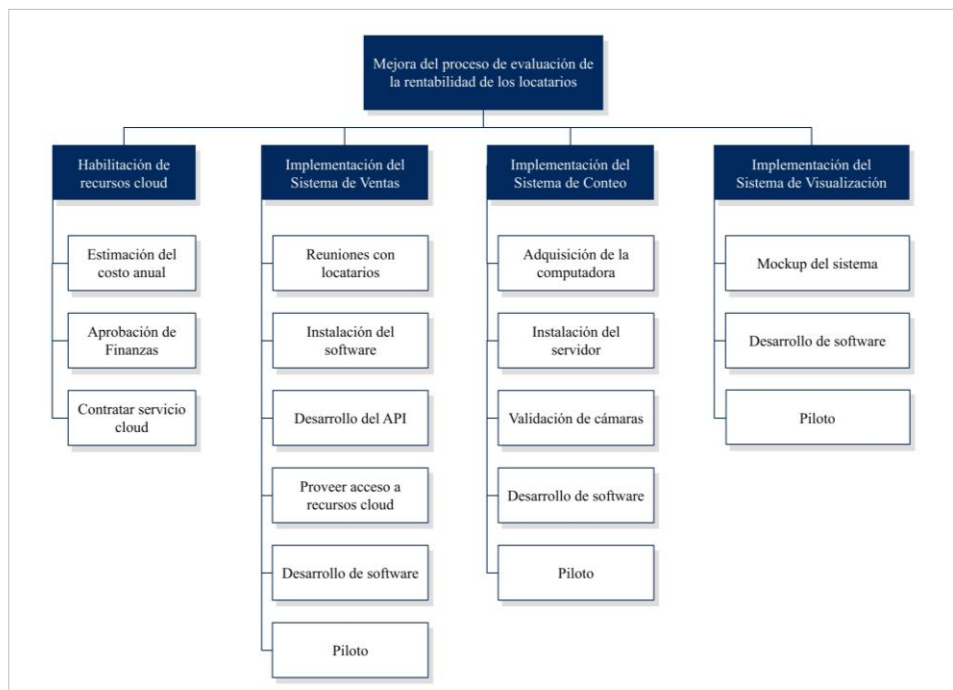 Mejora del proceso de evaluación de
la rentabilidad de los locatarios
Habilitación de
recursos cloud
Estimación del
costo anual
Aprobación de
Finanzas
Contratar servicio
cloud
Implementación del
Sistema de Ventas
Reuniones con
locatarios
Instalación del
software
Desarrollo del API
Proveer acceso a
recursos cloud
Desarrollo de software
Piloto
Implementación del
Sistema de Conteo
Adquisición de la
computadora
Instalación del
servidor
Validación de cámaras
Desarrollo de software
Piloto
Implementación del
Sistema de Visualización
Mockup del sistema
Desarrollo de software
Piloto